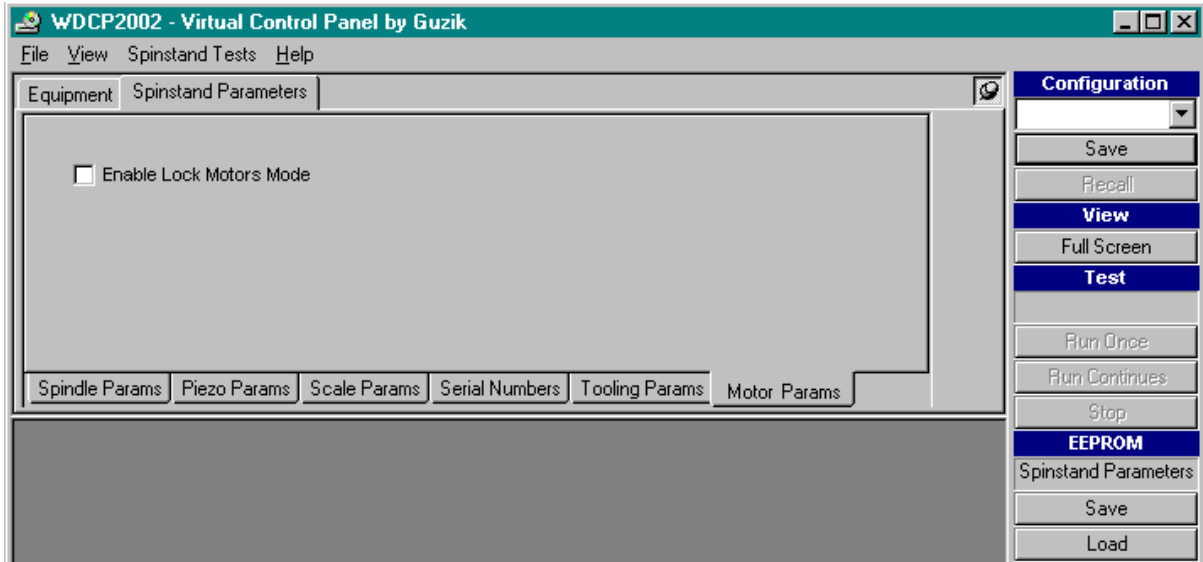 WDCP2002 - Virtual Control Panel by Guzik
File View Spinstand Tests Help
Equipment Spinstand Parameters
Enable Lock Motors Mode
Spindle Params Piezo Params Scale Params Serial Numbers Tooling Params Motor Params
Configuration
Save
Recall
View
Full Screen
Test
Run Once
Run Continues
Stop
EEPROM
Spinstand Parameters
Save
Load